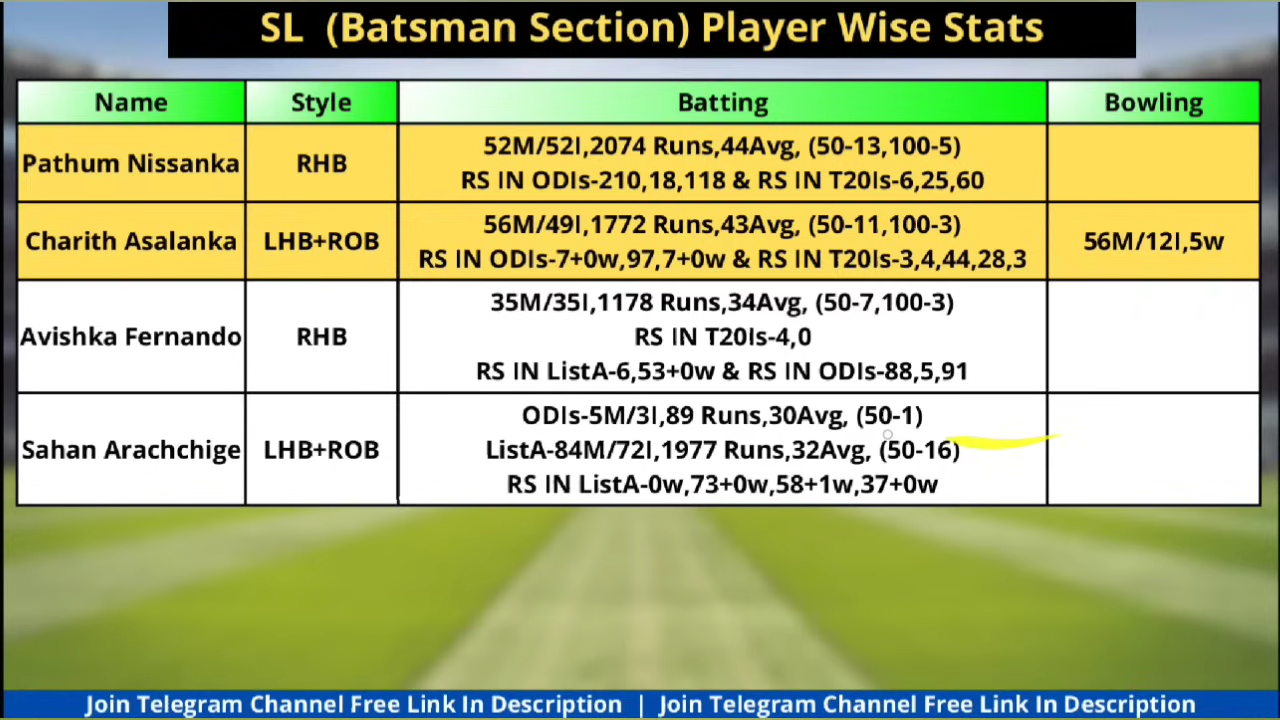 SL (Batsman Section) Player Wise Stats
Name Style Batting Bowling
Pathum Nissanka RHB 52M/52I,2074 Runs,44Avg, (50-13,100-5)
RS IN ODIs-210,18,118 & RS IN T20Is-6,25,60
Charith Asalanka LHB+ROB 56M/49I,1772 Runs,43Avg, (50-11,100-3)
RS IN ODIs-7+0w,97,7+0w & RS IN T20Is-3,4,44,28,3
56M/12I,5w
Avishka Fernando RHB 35M/35I,1178 Runs,34Avg, (50-7,100-3)
RS IN T20Is-4,0
RS IN ListA-6,53+0w & RS IN ODIs-88,5,91
Sahan Arachchige LHB+ROB ODIs-5M/3I,89 Runs,30Avg, (50-1)
ListA-84M/72I,1977 Runs,32Avg, (50-16)
RS IN ListA-0w,73+0w,58+1w,37+0w
Join Telegram Channel Free Link In Description | Join Telegram Channel Free Link In Description